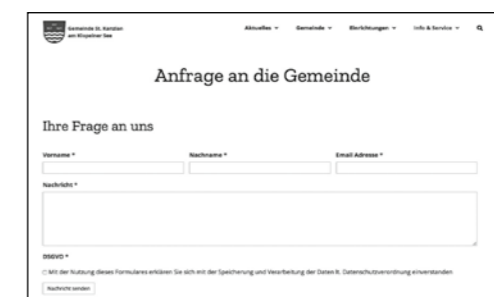 Gemeinde St. Kanzian
am Klopeiner See
Aktuelles Gemeinde Einrichtungen Info & Service
Anfrage an die Gemeinde
Ihre Frage an uns
Vorname * Nachname * Email Adresse *
Nachricht *
DSGVO *
Mit der Nutzung dieses Formulares erklären Sie sich mit der Speicherung und Verarbeitung der Daten lt. Datenschutzverordnung einverstanden
Nachricht senden